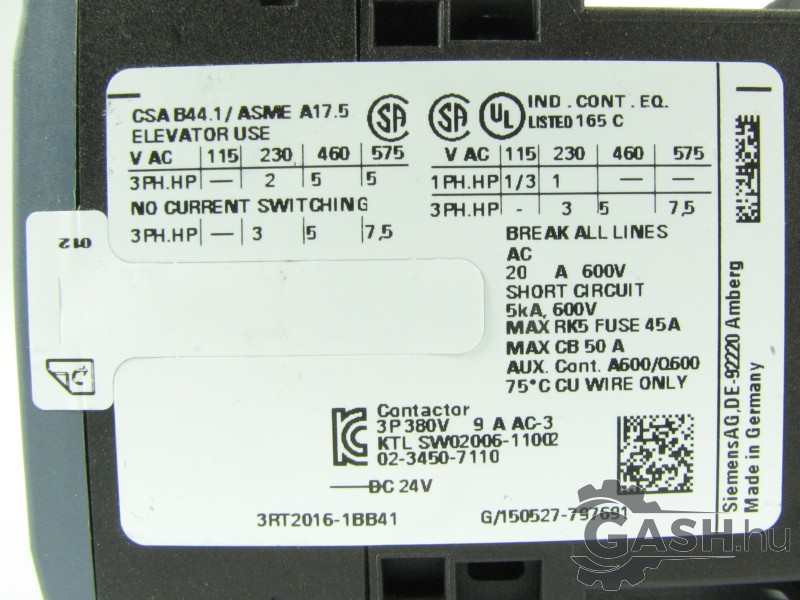 CSA B44.1/ ASME A17.5
ELEVATOR USE
V AC 115 230 460 575
3PH.HP — 2 5 5
NO CURRENT SWITCHING
3PH.HP — 3 5 7,5
SA
SA
UL
IND. CONT. EQ.
LISTED 165 C
V AC 115 230 460 575
1PH.HP 1/3 1 — —
3PH.HP - 3 5 7,5
BREAK ALL LINES
AC
20 A 600V
SHORT CIRCUIT
5kA, 600V
MAX RK5 FUSE 45A
MAX CB 50 A
AUX. Cont. A600/Q600
75°C CU WIRE ONLY
012
Contactor
3P 380V 9 A AC-3
KTL SW02006-11002
02-3450-7110
DC 24V
3RT2016-1BB41
G/150527-797691
Siemens AG, DE-92220 Amberg
Made in Germany
GASH.hu